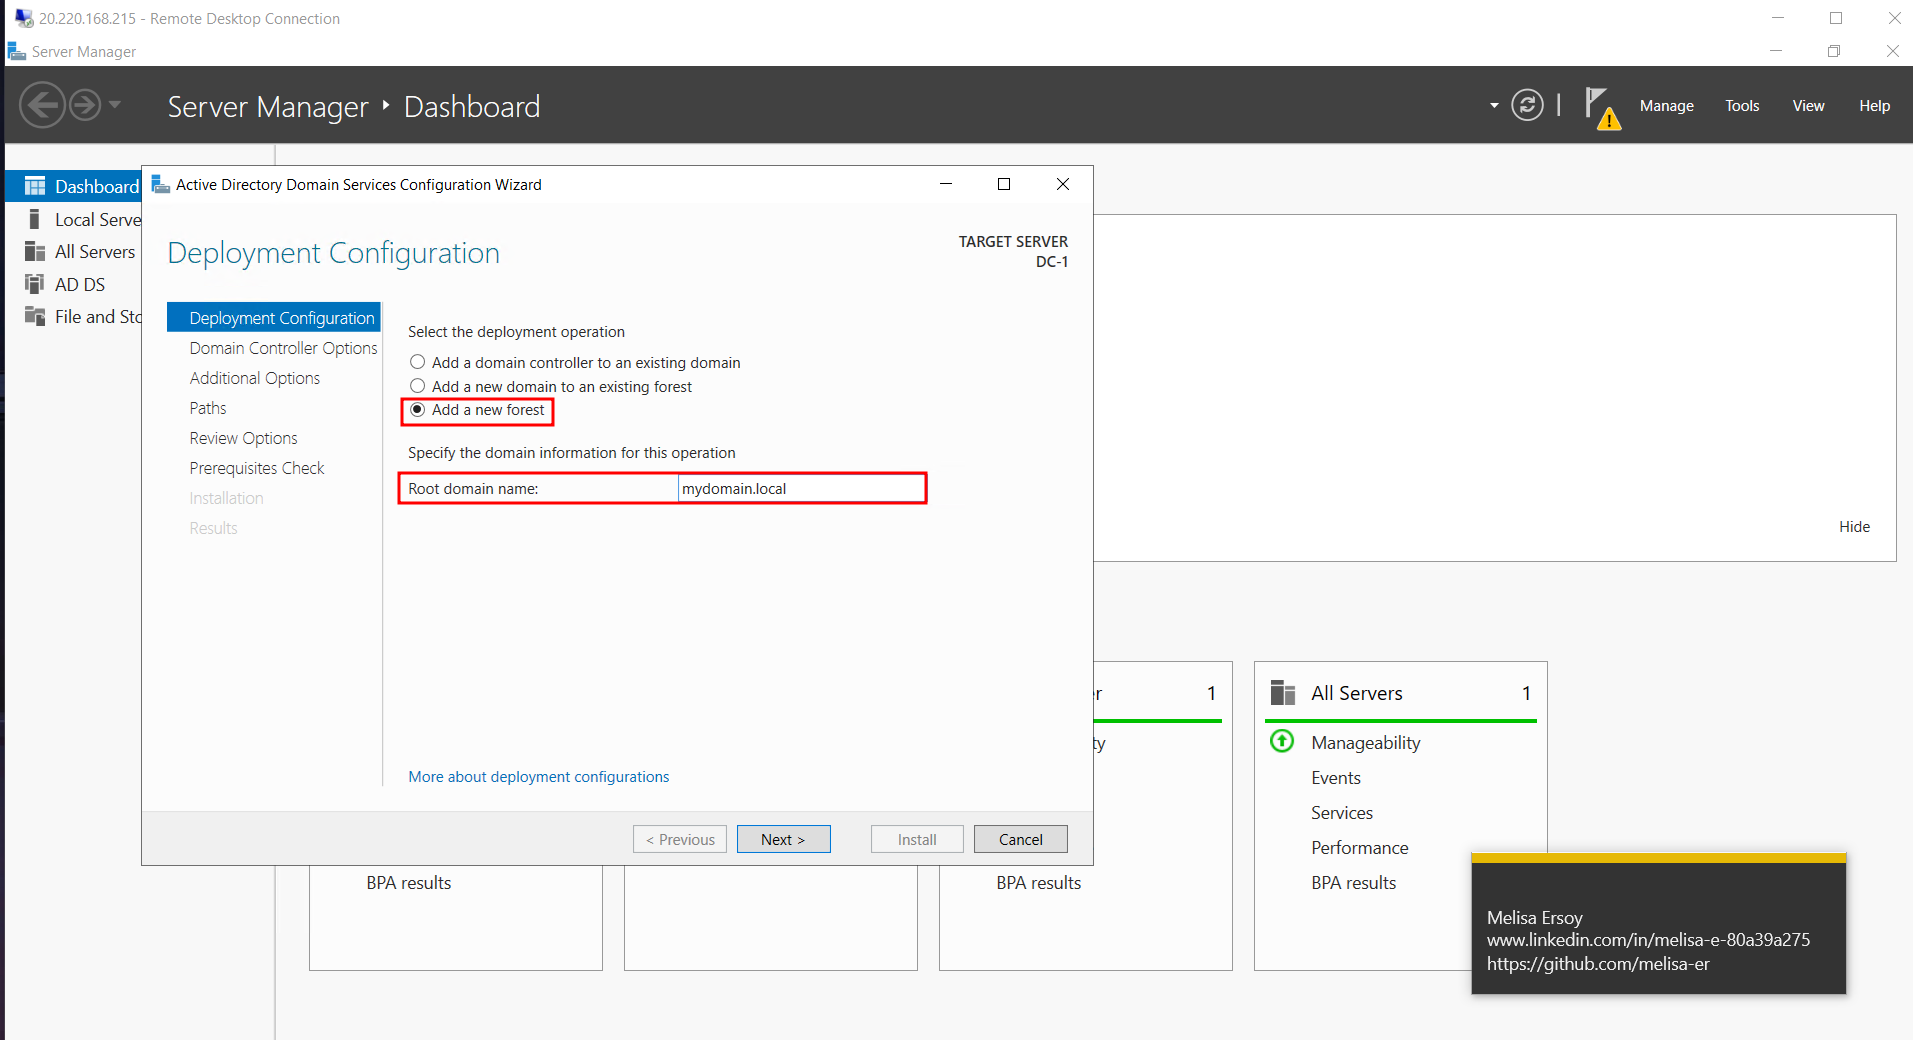 20.220.168.215 - Remote Desktop Connection
Server Manager
Server Manager
Dashboard
Manage
Tools
View
Help
Dashboard
Local Serve
All Servers
AD DS
File and Sto
Active Directory Domain Services Configuration Wizard
Deployment Configuration
TARGET SERVER
DC-1
Deployment Configuration
Domain Controller Options
Additional Options
Paths
Review Options
Prerequisites Check
Installation
Results
Select the deployment operation
Add a domain controller to an existing domain
Add a new domain to an existing forest
Add a new forest
Specify the domain information for this operation
Root domain name:
mydomain.local
More about deployment configurations
< Previous
Next >
Install
Cancel
Hide
BPA results
er 1
ty
BPA results
All Servers 1
Manageability
Events
Services
Performance
BPA results
Melisa Ersoy
www.linkedin.com/in/melisa-e-80a39a275
https://github.com/melisa-er